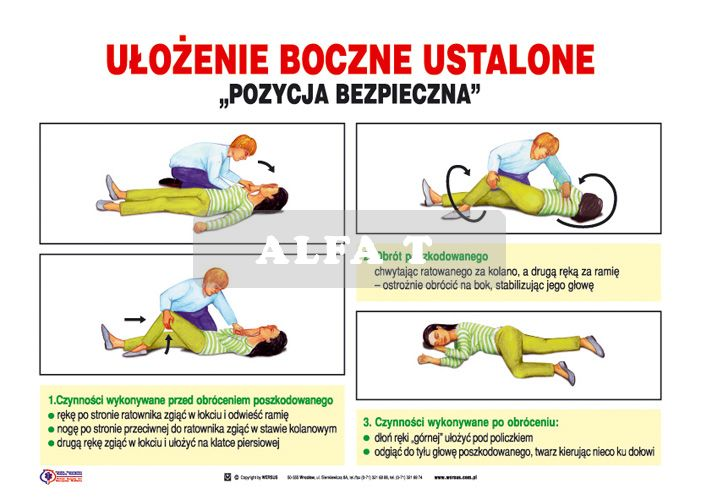 UŁOŻENIE BOCZNE USTALONE
„POZYCJA BEZPIECZNA”
ALFA T
Obrót poszkodowanego
chwytając ratowanego za kolano, a drugą ręką za ramię
– ostrożnie obrócić na bok, stabilizując jego głowę
1.Czynności wykonywane przed obróceniem poszkodowanego
● rękę po stronie ratownika zgiąć w łokciu i odwieść ramię
● nogę po stronie przeciwnej do ratownika zgiąć w stawie kolanowym
● drugą rękę zgiąć w łokciu i ułożyć na klatce piersiowej
3. Czynności wykonywane po obróceniu:
● dłoń ręki „górnej” ułożyć pod policzkiem
● odgiąć do tyłu głowę poszkodowanego, twarz kierując nieco ku dołowi
© Copyright by WERSUS
www.wersus.com.pl